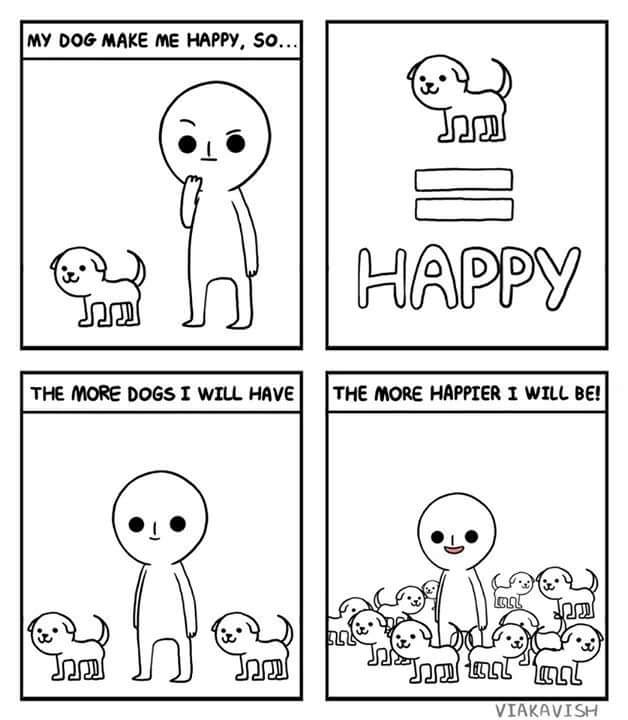 MY DOG MAKE ME HAPPY, SO...
HAPPY
THE MORE DOGS I WILL HAVE
THE MORE HAPPIER I WILL BE!
VIAKAVISH